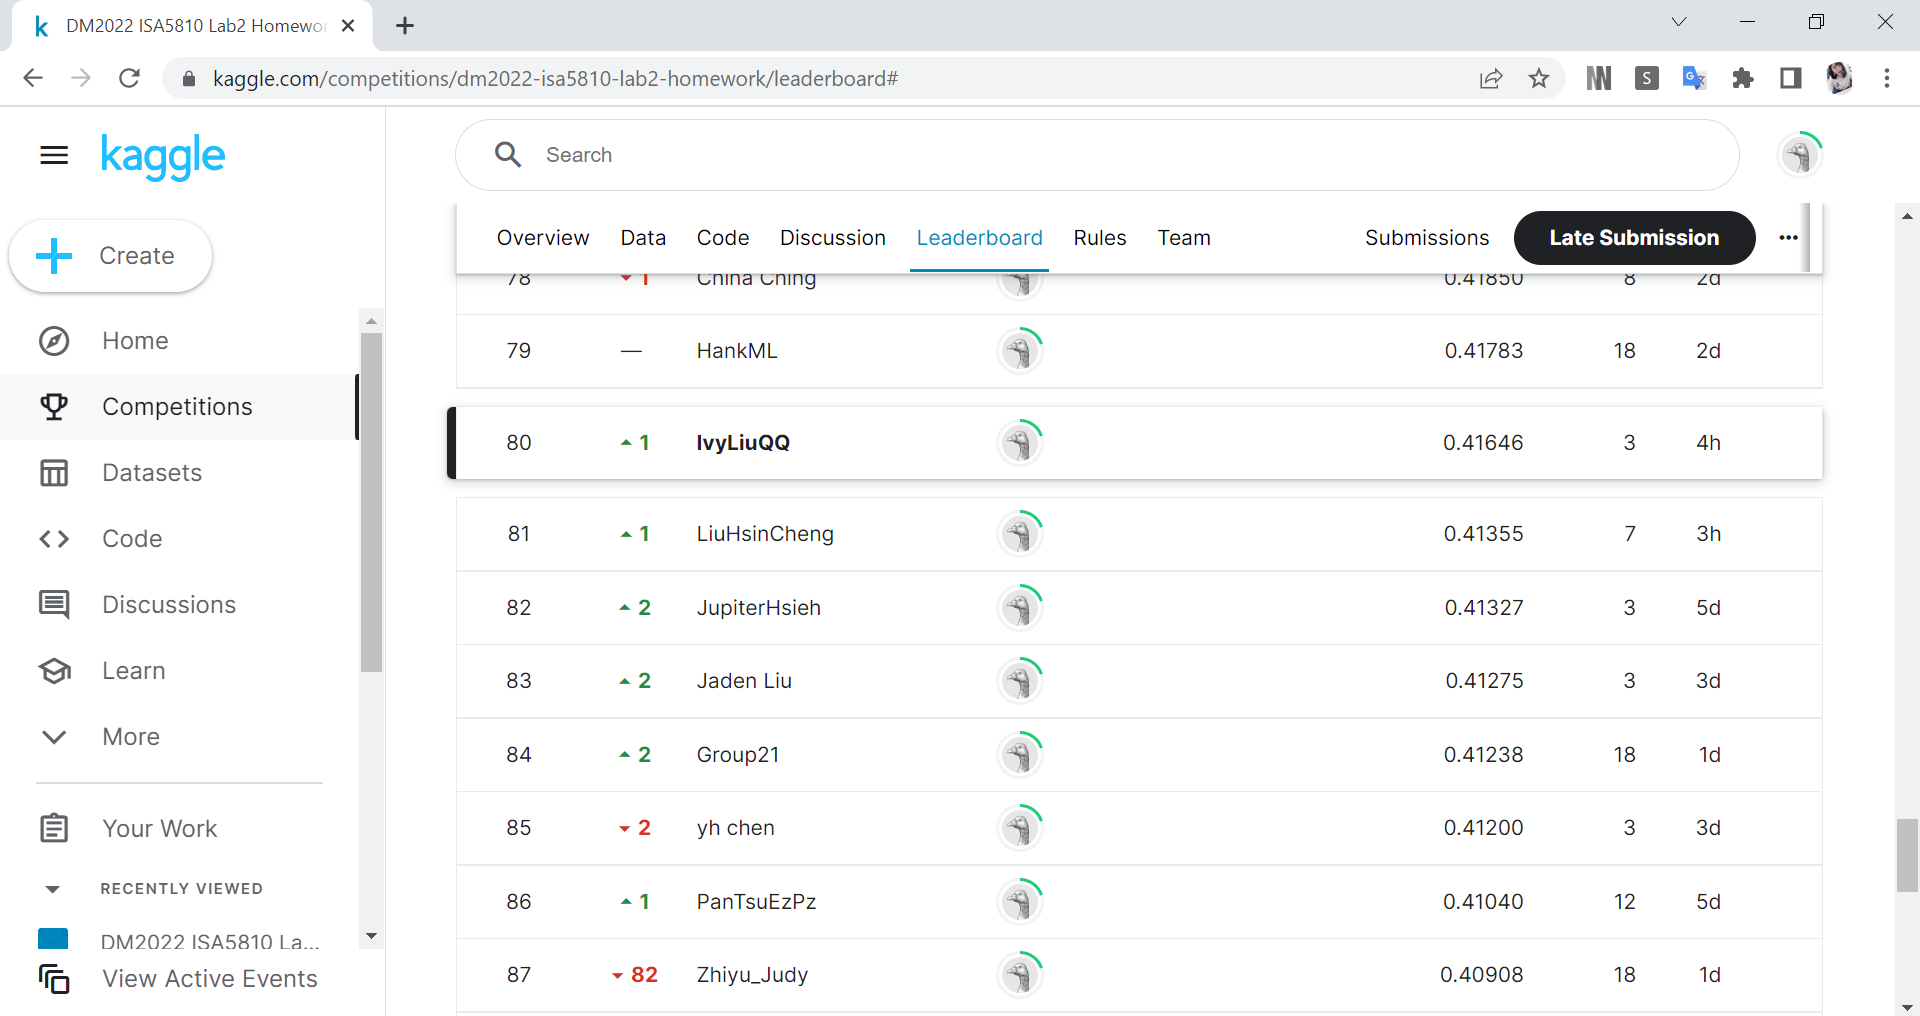 DM2022 ISA5810 Lab2 Homewor
kaggle.com/competitions/dm2022-isa5810-lab2-homework/leaderboard#
kaggle
Search
Create
Overview Data Code Discussion Leaderboard Rules Team Submissions Late Submission
Home
Competitions
Datasets
Code
Discussions
Learn
More
Your Work
RECENTLY VIEWED
DM2022 ISA5810 La...
View Active Events
78 1 China Ching 0.41850 8 2d
79 — HankML 0.41783 18 2d
80 1 IvyLiuQQ 0.41646 3 4h
81 1 LiuHsinCheng 0.41355 7 3h
82 2 JupiterHsieh 0.41327 3 5d
83 2 Jaden Liu 0.41275 3 3d
84 2 Group21 0.41238 18 1d
85 2 yh chen 0.41200 3 3d
86 1 PanTsuEzPz 0.41040 12 5d
87 82 Zhiyu_Judy 0.40908 18 1d